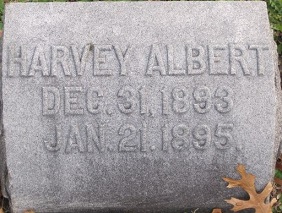 HARVEY ALBERT
DEC. 31, 1893
JAN. 21, 1895.